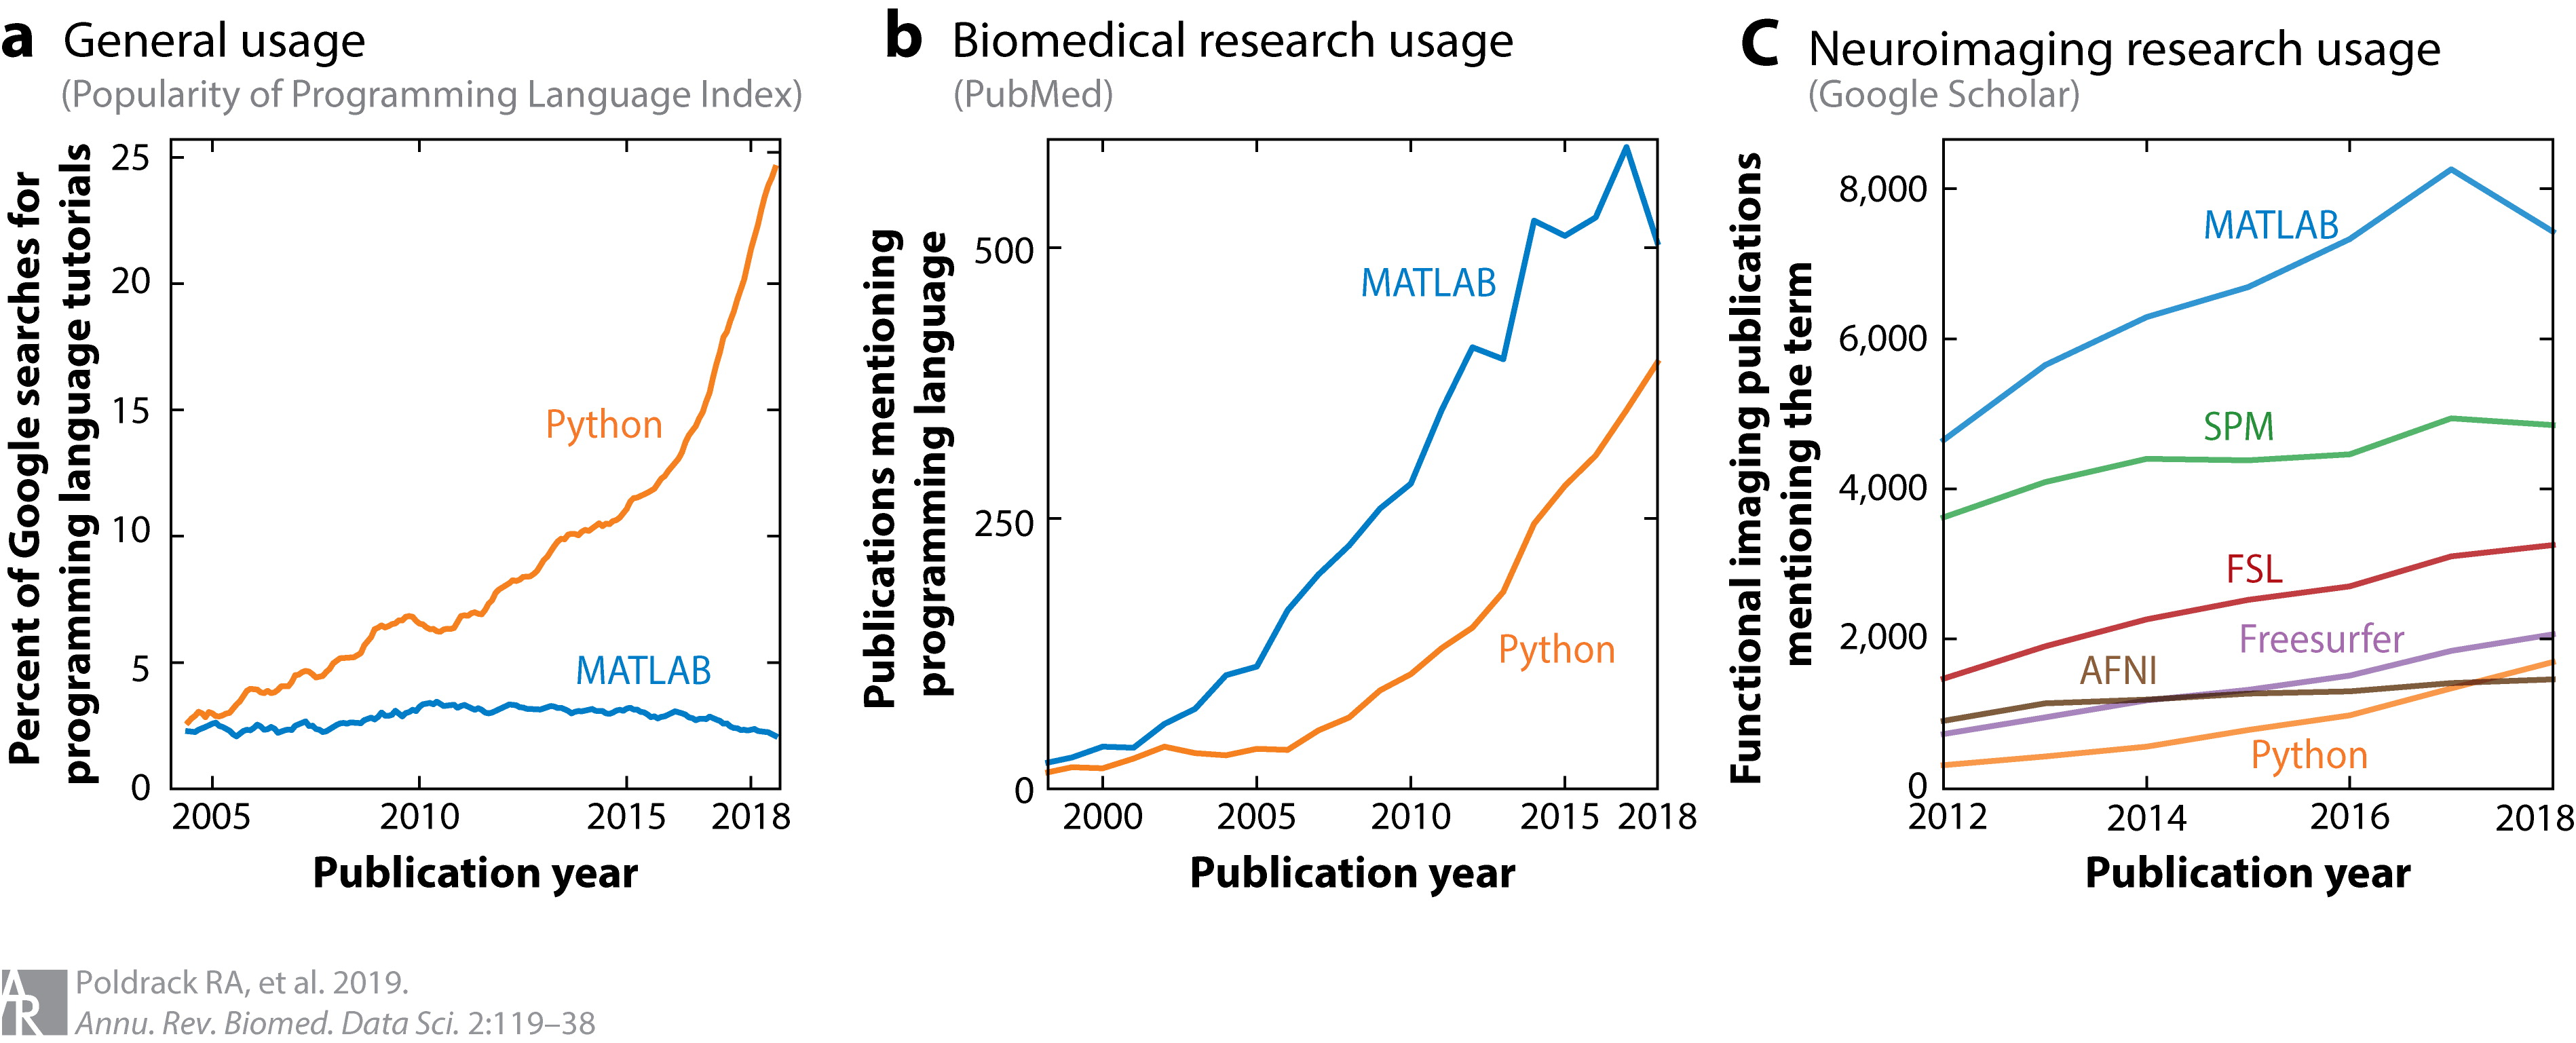 a General usage
(Popularity of Programming Language Index)
Percent of Google searches for
programming language tutorials
25
20
15
10
5
0
Python
MATLAB
2005 2010 2015 2018
Publication year
b Biomedical research usage
(PubMed)
Publications mentioning
programming language
500
250
0
MATLAB
Python
2000 2005 2010 2015 2018
Publication year
c Neuroimaging research usage
(Google Scholar)
Functional imaging publications
mentioning the term
8,000
6,000
4,000
2,000
0
MATLAB
SPM
FSL
Freesurfer
AFNI
Python
2012 2014 2016 2018
Publication year
AR
Poldrack RA, et al. 2019.
Annu. Rev. Biomed. Data Sci. 2:119–38